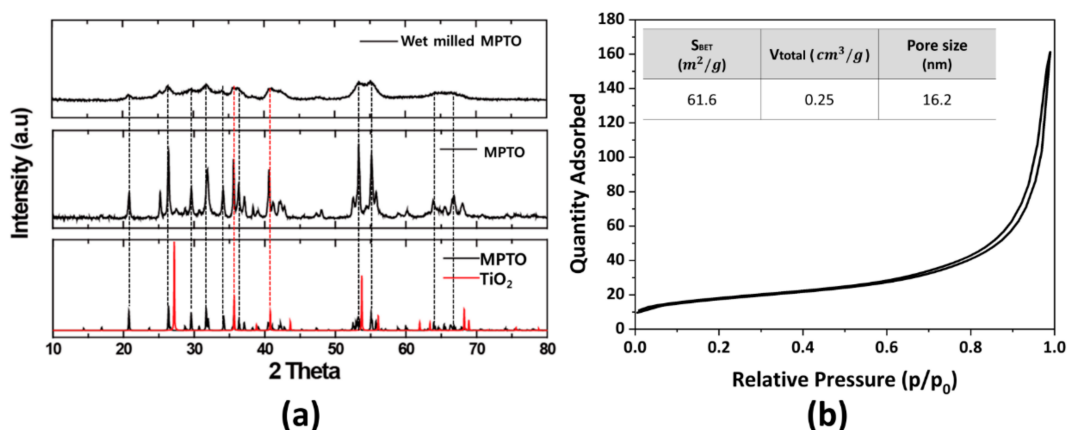 Wet milled MPTO
MPTO
MPTO
TiO₂
Intensity (a.u)
10 20 30 40 50 60 70 80
2 Theta
(a)
S_BET (m²/g) V_total (cm³/g) Pore size (nm)
61.6 0.25 16.2
180
160
140
120
100
80
60
40
20
0
Quantity Adsorbed
0.0 0.2 0.4 0.6 0.8 1.0
Relative Pressure (p/p₀)
(b)